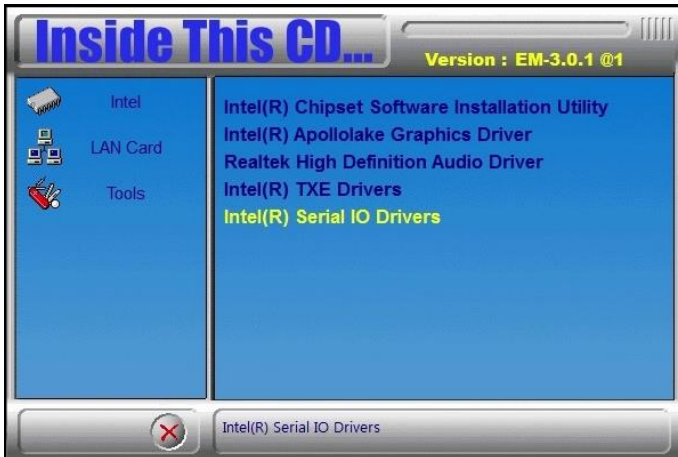 Inside This CD...
Version : EM-3.0.1 @1
Intel
LAN Card
Tools
Intel(R) Chipset Software Installation Utility
Intel(R) Apollolake Graphics Driver
Realtek High Definition Audio Driver
Intel(R) TXE Drivers
Intel(R) Serial IO Drivers
Intel(R) Serial IO Drivers